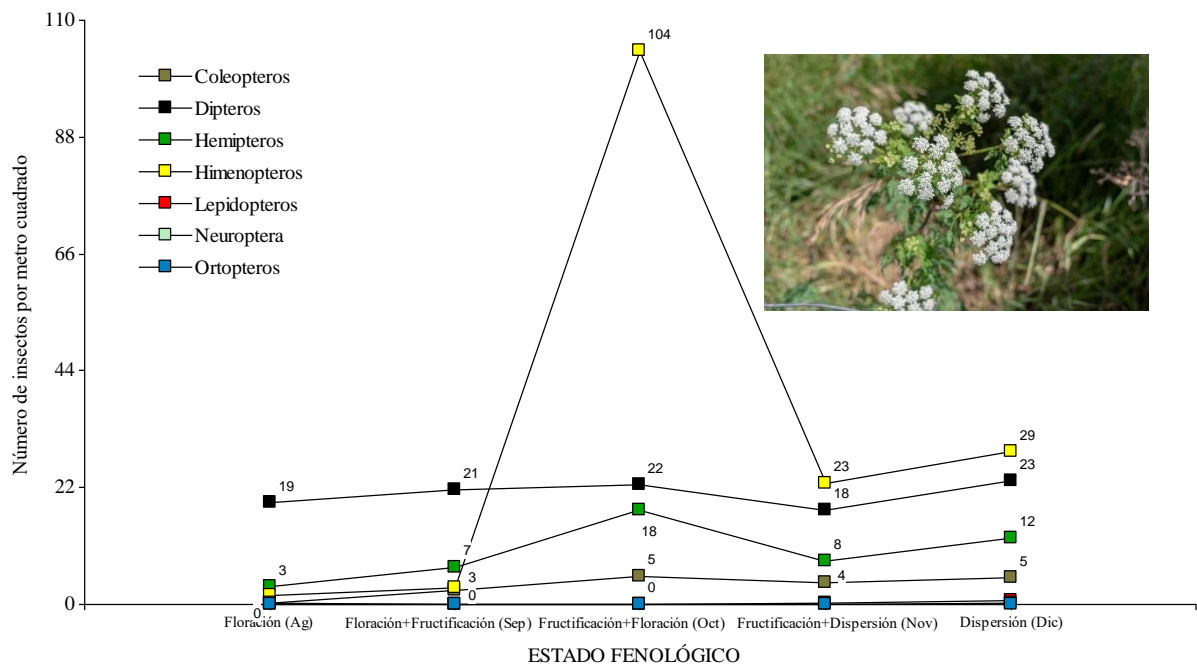 110
88
66
44
22
0
Número de insectos por metro cuadrado
Coleopteros
Dipteros
Hemipteros
Himenopteros
Lepidopteros
Neuroptera
Ortopteros
104
19
21
22
18
23
3
7
18
8
12
3
23
29
5
4
5
0
0
0
Floración (Ag)
Floración+Fructificación (Sep)
Fructificación+Floración (Oct)
Fructificación+Dispersión (Nov)
Dispersión (Dic)
ESTADO FENOLÓGICO